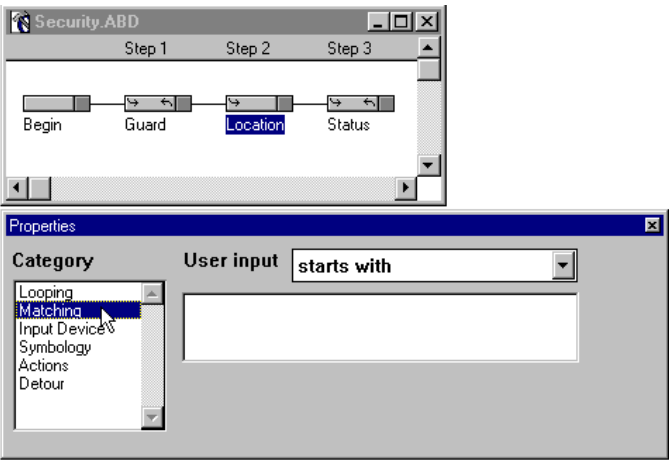 Security.ABD
Step 1 Step 2 Step 3
Begin Guard Location Status
Properties
Category
User input starts with
Looping
Matching
Input Device
Symbology
Actions
Detour